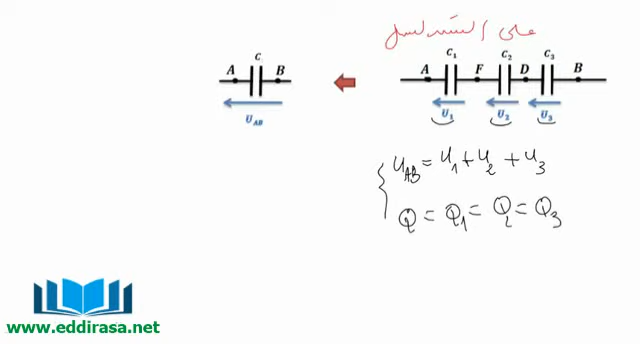 على التسلسل
C₁ C₂ C₃
A F D B
U₁ U₂ U₃
C
A B
U_AB
U_AB = U₁ + U₂ + U₃
Q = Q₁ = Q₂ = Q₃
www.eddirasa.net